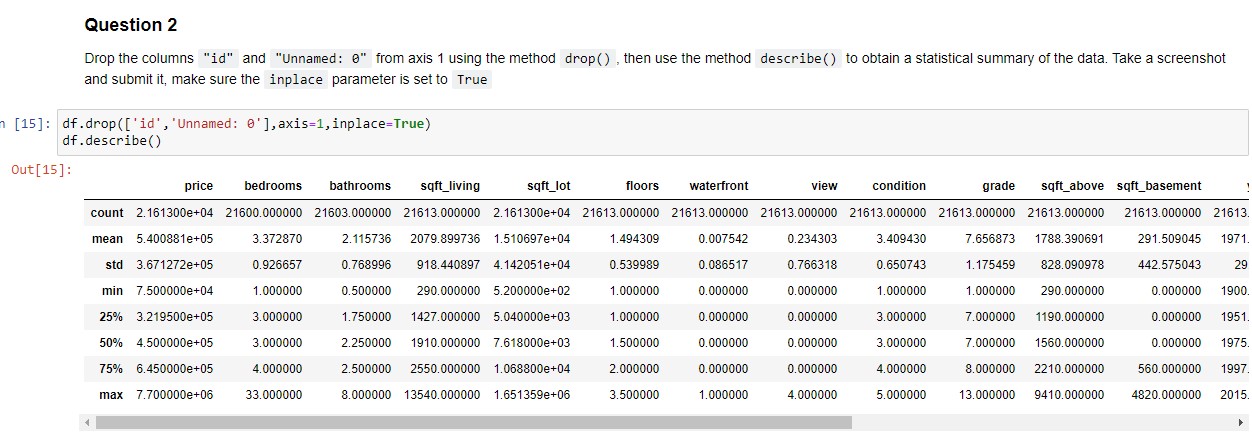 Question 2
Drop the columns "id" and "Unnamed: 0" from axis 1 using the method drop() , then use the method describe() to obtain a statistical summary of the data. Take a screenshot
and submit it, make sure the inplace parameter is set to True
n [15]: df.drop(['id','Unnamed: 0'],axis=1,inplace=True)
df.describe()
Out[15]:
price bedrooms bathrooms sqft_living sqft_lot floors waterfront view condition grade sqft_above sqft_basement
count 2.161300e+04 21600.000000 21603.000000 21613.000000 2.161300e+04 21613.000000 21613.000000 21613.000000 21613.000000 21613.000000 21613.000000 21613.000000 21613.
mean 5.400881e+05 3.372870 2.115736 2079.899736 1.510697e+04 1.494309 0.007542 0.234303 3.409430 7.656873 1788.390691 291.509045 1971.
std 3.671272e+05 0.926657 0.768996 918.440897 4.142051e+04 0.539989 0.086517 0.766318 0.650743 1.175459 828.090978 442.575043 29
min 7.500000e+04 1.000000 0.500000 290.000000 5.200000e+02 1.000000 0.000000 0.000000 1.000000 1.000000 290.000000 0.000000 1900.
25% 3.219500e+05 3.000000 1.750000 1427.000000 5.040000e+03 1.000000 0.000000 0.000000 3.000000 7.000000 1190.000000 0.000000 1951.
50% 4.500000e+05 3.000000 2.250000 1910.000000 7.618000e+03 1.500000 0.000000 0.000000 3.000000 7.000000 1560.000000 0.000000 1975.
75% 6.450000e+05 4.000000 2.500000 2550.000000 1.068800e+04 2.000000 0.000000 0.000000 4.000000 8.000000 2210.000000 560.000000 1997.
max 7.700000e+06 33.000000 8.000000 13540.000000 1.651359e+06 3.500000 1.000000 4.000000 5.000000 13.000000 9410.000000 4820.000000 2015.